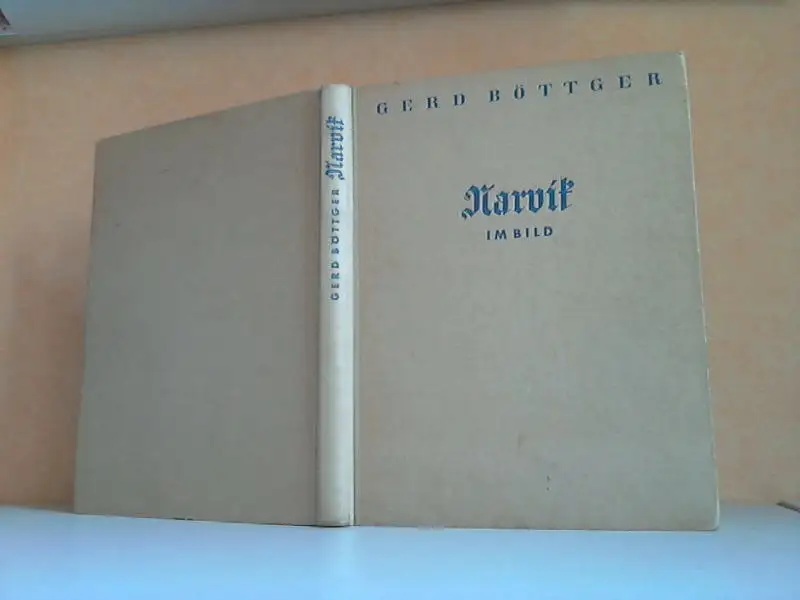 GERD BÖTTGER Narvik
GERD BÖTTGER
Narvik
IM BILD